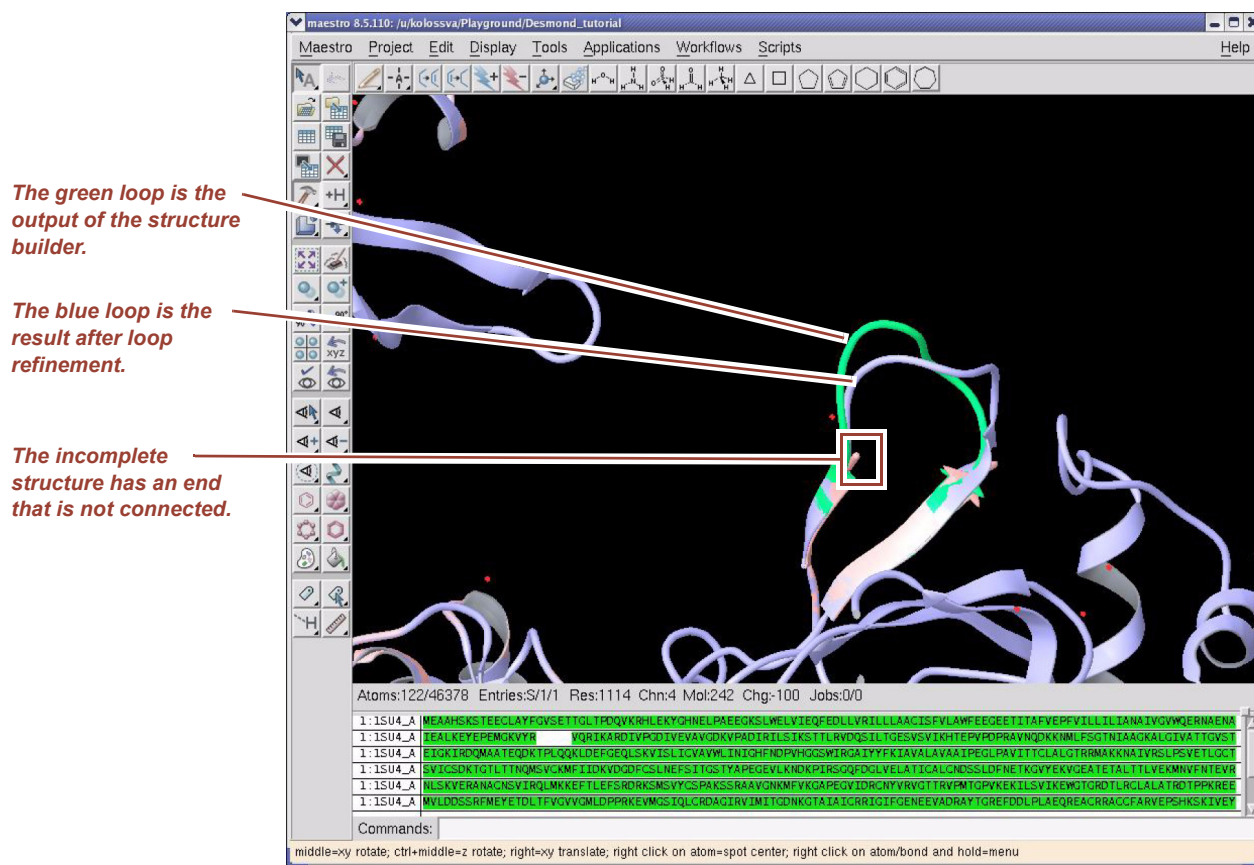 maestro 8.5.110: /u/kolossva/Playground/Desmond_tutorial
Maestro Project Edit Display Tools Applications Workflows Scripts Help
The green loop is the
output of the structure
builder.
The blue loop is the
result after loop
refinement.
The incomplete
structure has an end
that is not connected.
+H
xyz
H
Atoms:122/46378 Entries:S/1/1 Res:1114 Chn:4 Mol:242 Chg:-100 Jobs:0/0
1:1SU4_A MEAAHSKSTEECLAYFGVSETTGLTPDQVKRHLEKYGHNELPAEEGKSLWELVIEQFEDLLVRILLLAACISFVLAWFEEGEETITAFVEPFVILLILIANAIVGVWQERNAENA
1:1SU4_A IEALKEYEPEMGKVYR VQRIKARDIVPGDIVEVAVGDKVPADIRILSIKSTTLRVDQSILTGESVSVIKHTEPVPDPRAVNQDKKNMLFSGTNIAAGKALGIVATTGVST
1:1SU4_A EIGKIRDQMAATEQDKTPLQQKLDEFGEQLSKVISLICVAVWLINIGHFNDPVHGGSWIRGAIYYFKIAVALAVAAIPEGLPAVITTCLALGTRRMAKKNAIVRSLPSVETLGCT
1:1SU4_A SVICSDKTGTLTTNQMSVCKMFIIDKVDGDFCSLNEFSITGSTYAPEGEVLKNDKPIRSGQFDGLVELATICALCNDSSLDFNETKGVYEKVGEATETALTTLVEKMNVFNTEVR
1:1SU4_A NLSKVERANACNSVIRQLMKKEFTLEFSRDRKSMSVYCSPAKSSRAAVGNKMFVKGAPEGVIDRCNYVRVGTTRVPMTGPVKEKILSVIKEWGTGRDTLRCLALATRDTPPKREE
1:1SU4_A MVLDDSSRFMEYETDLTFVGVVGMLDPPRKEVMGSIQLCRDAGIRVIMITGDNKGTAIAICRRIGIFGENEEVADRAYTGREFDDLPLAEQREACRRACCFARVEPSHKSKIVEY
Commands:
middle=xy rotate; ctrl+middle=z rotate; right=xy translate; right click on atom=spot center; right click on atom/bond and hold=menu